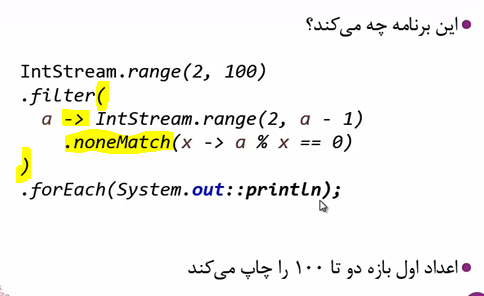 این برنامه چه می‌کند؟
IntStream.range(2, 100)
.filter(
a -> IntStream.range(2, a - 1)
.noneMatch(x -> a % x == 0)
)
.forEach(System.out::println);
اعداد اول بازه دو تا ۱۰۰ را چاپ می‌کند